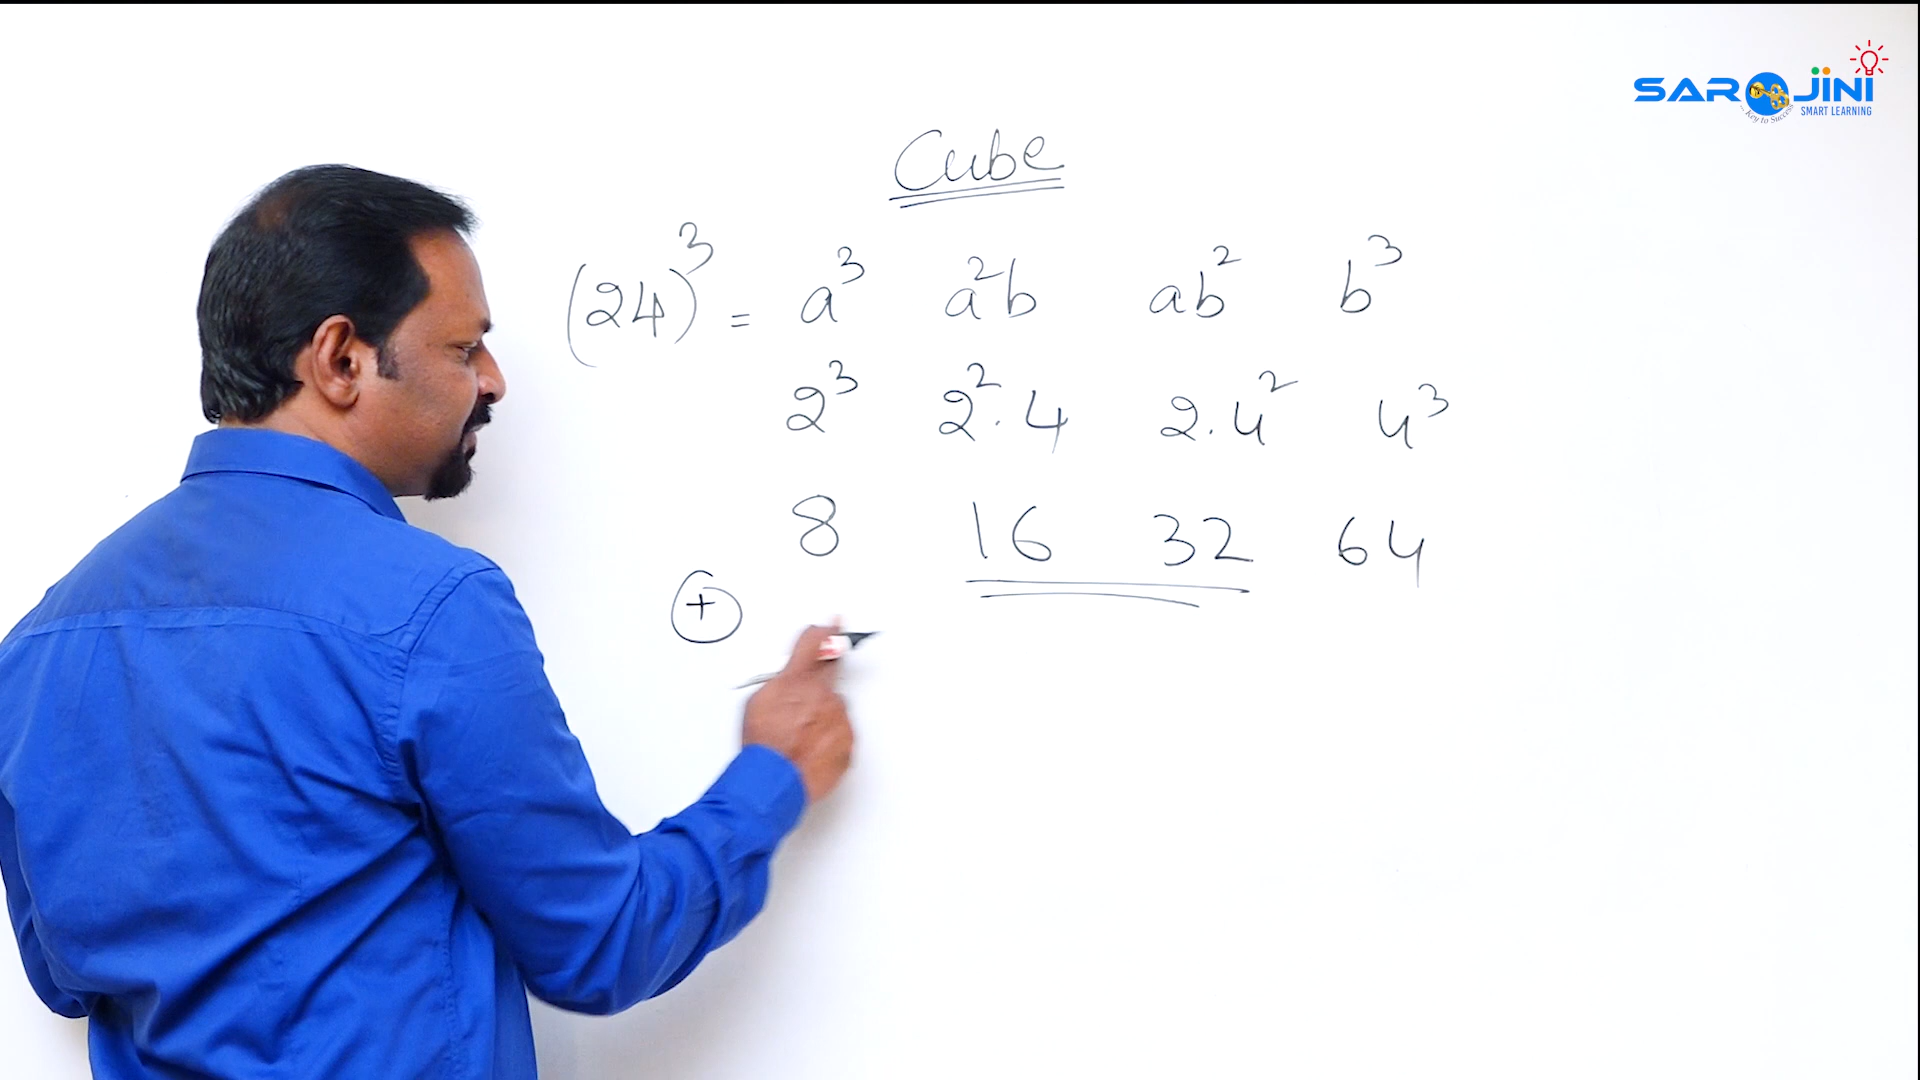 SAROJINI
... Key to Success
SMART LEARNING
Cube
(24)³ = a³ a²b ab² b³
2³ 2².4 2.4² 4³
8 16 32 64
+